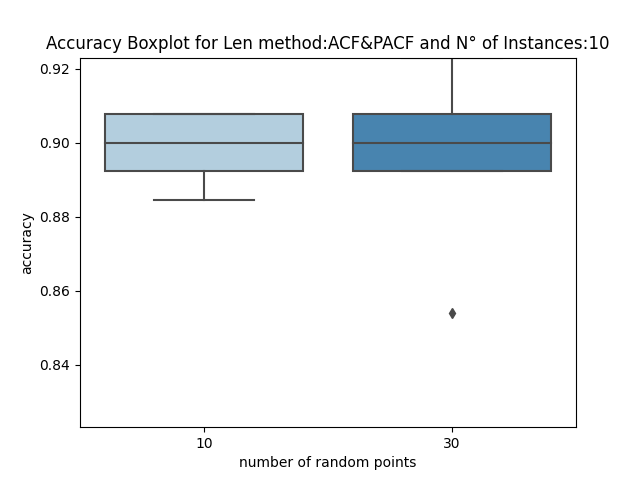 Accuracy Boxplot for Len method:ACF&PACF and N° of Instances:10
0.92
0.90
0.88
0.86
0.84
accuracy
10 30
number of random points